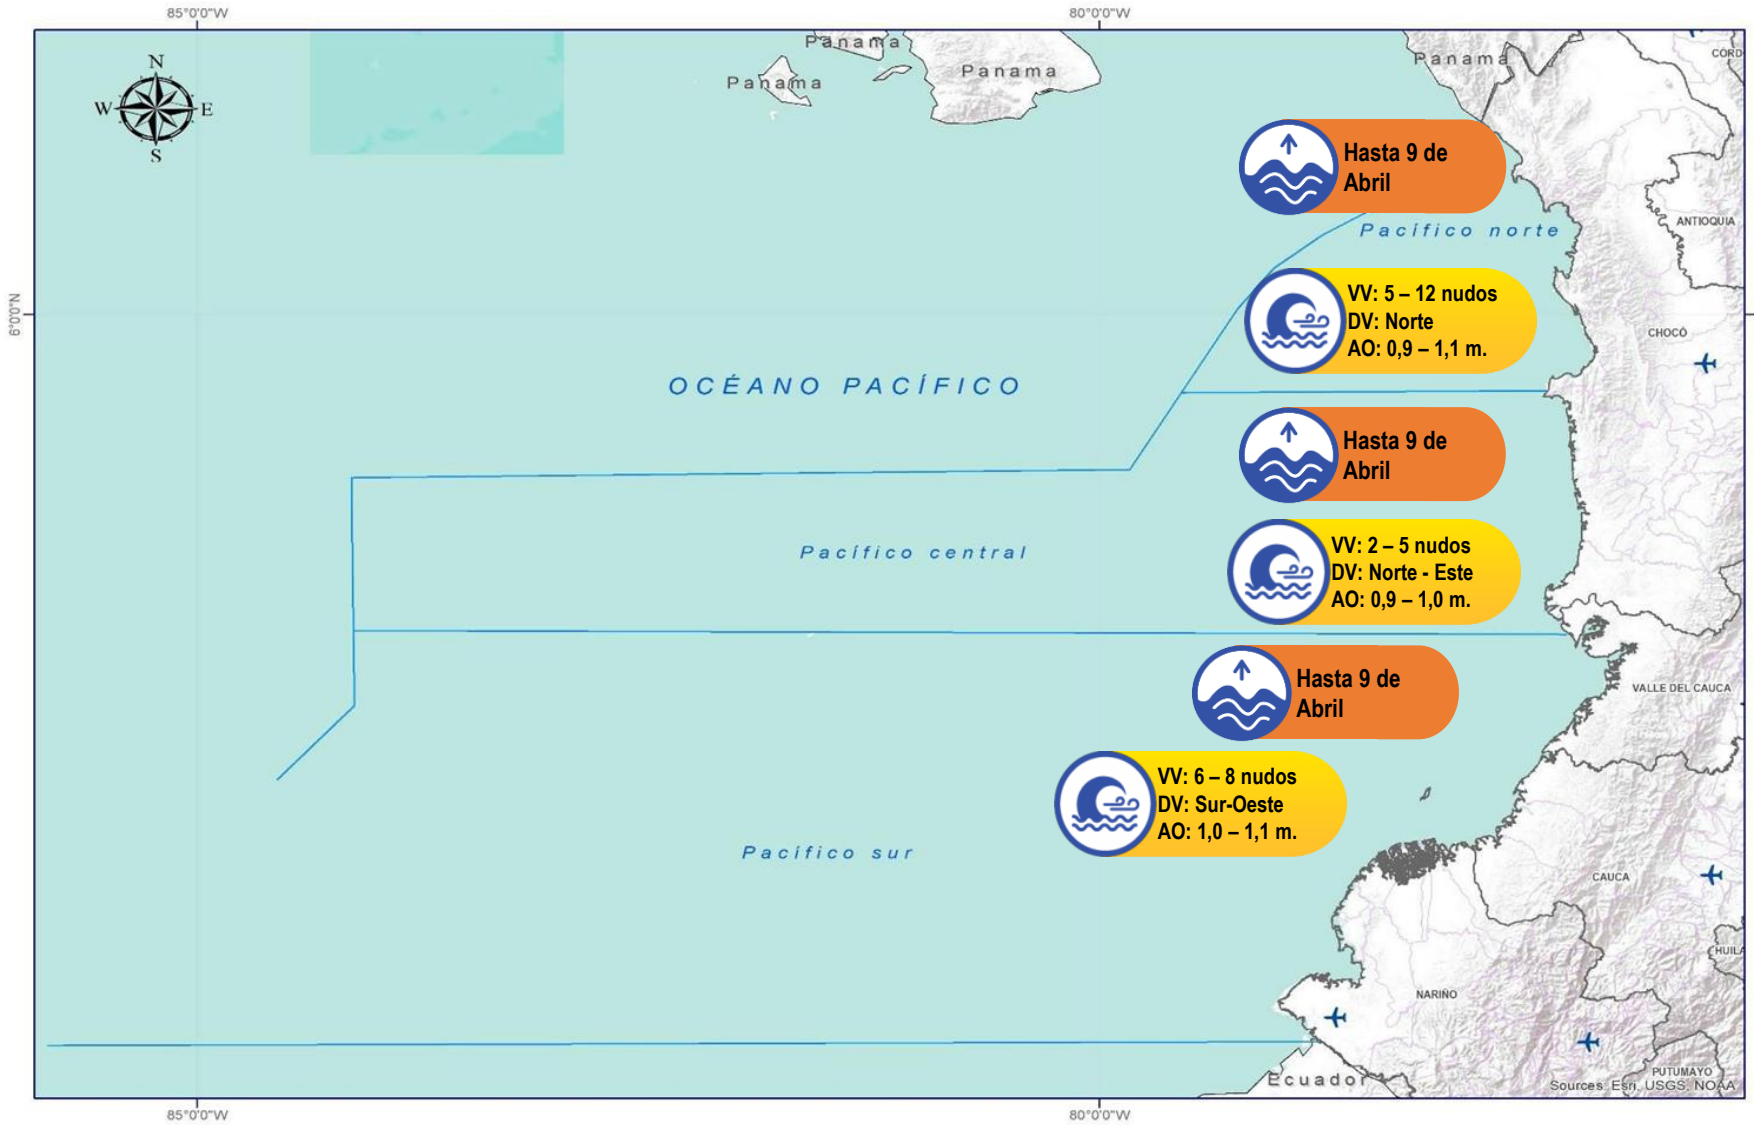 85°0'0"W
80°0'0"W
N
W
E
S
Panama
Panama
Panama
Panama
CÓRD
Hasta 9 de
Abril
ANTIOQUIA
Pacífico norte
6°0'0"N
VV: 5 – 12 nudos
DV: Norte
AO: 0,9 – 1,1 m.
CHOCÓ
OCÉANO PACÍFICO
Hasta 9 de
Abril
Pacífico central
VV: 2 – 5 nudos
DV: Norte - Este
AO: 0,9 – 1,0 m.
Hasta 9 de
Abril
VALLE DEL CAUCA
VV: 6 – 8 nudos
DV: Sur-Oeste
AO: 1,0 – 1,1 m.
Pacífico sur
CAUCA
HUILA
NARIÑO
Ecuador
PUTUMAYO
Sources: Esri, USGS, NOAA
85°0'0"W
80°0'0"W